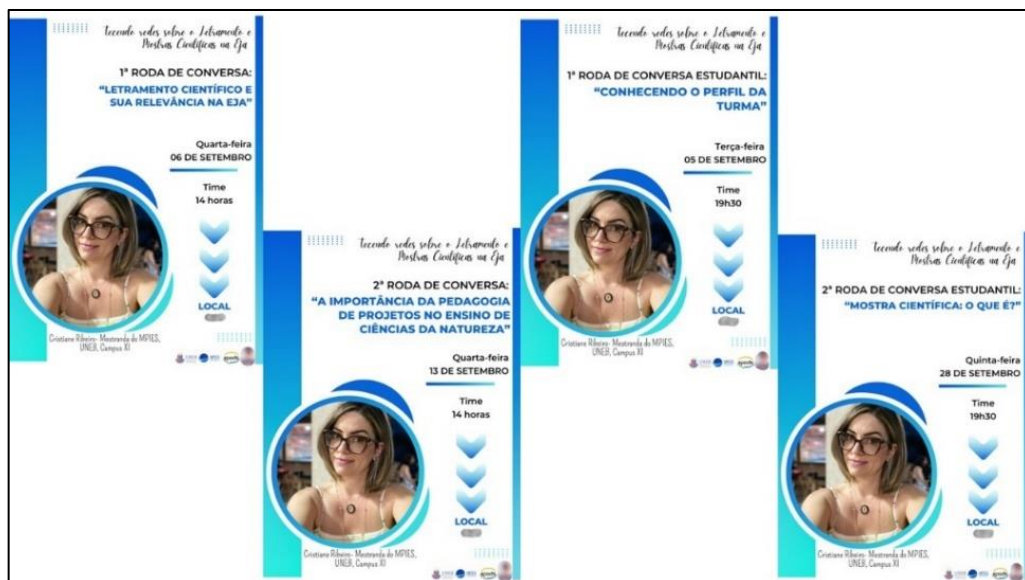 Tecendo redes sobre o Letramento e
Mostras Científicas na Eja
1ª RODA DE CONVERSA:
“LETRAMENTO CIENTÍFICO E
SUA RELEVÂNCIA NA EJA”
Quarta-feira
06 DE SETEMBRO
Time
14 horas
LOCAL
Cristiane Ribeiro- Mestranda do MPIES,
UNEB, Campus XI
Tecendo redes sobre o Letramento e
Mostras Científicas na Eja
2ª RODA DE CONVERSA:
“A IMPORTÂNCIA DA PEDAGOGIA
DE PROJETOS NO ENSINO DE
CIÊNCIAS DA NATUREZA”
Quarta-feira
13 DE SETEMBRO
Time
14 horas
LOCAL
Cristiane Ribeiro- Mestranda do MPIES,
UNEB, Campus XI
Tecendo redes sobre o Letramento e
Mostras Científicas na Eja
1ª RODA DE CONVERSA ESTUDANTIL:
“CONHECENDO O PERFIL DA
TURMA”
Terça-feira
05 DE SETEMBRO
Time
19h30
LOCAL
Cristiane Ribeiro- Mestranda do MPIES,
UNEB, Campus XI
Tecendo redes sobre o Letramento e
Mostras Científicas na Eja
2ª RODA DE CONVERSA ESTUDANTIL:
“MOSTRA CIENTÍFICA: O QUE É?”
Quinta-feira
28 DE SETEMBRO
Time
19h30
LOCAL
Cristiane Ribeiro- Mestranda do MPIES,
UNEB, Campus XI